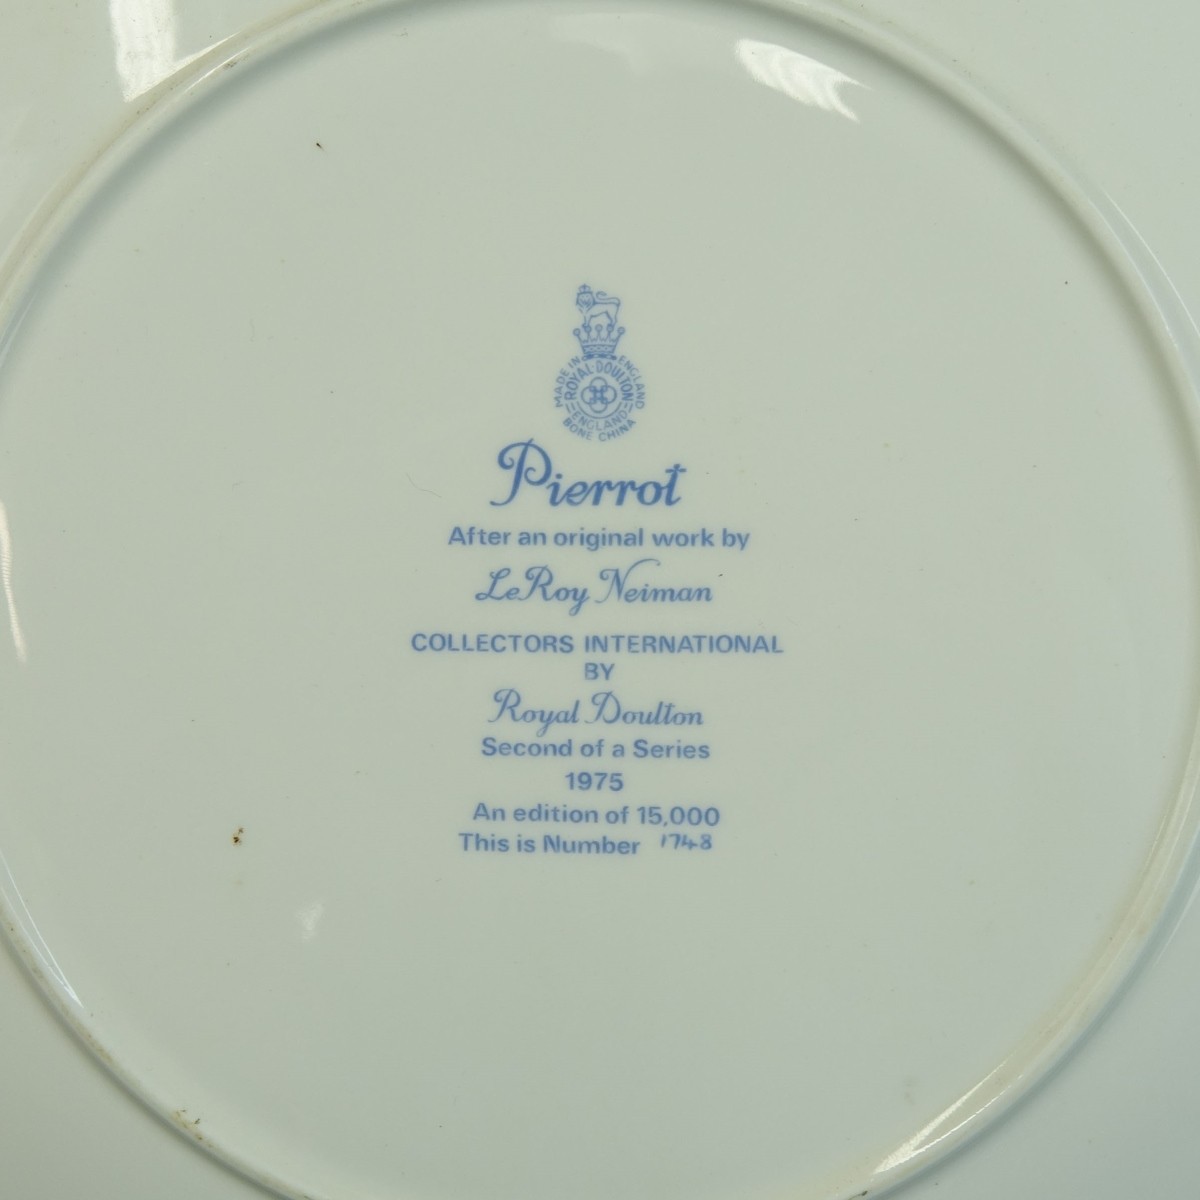 MADE IN ENGLAND
ROYAL·DOULTON
ENGLAND
BONE CHINA
Pierrot
After an original work by
LeRoy Neiman
COLLECTORS INTERNATIONAL
BY
Royal Doulton
Second of a Series
1975
An edition of 15,000
This is Number 1748